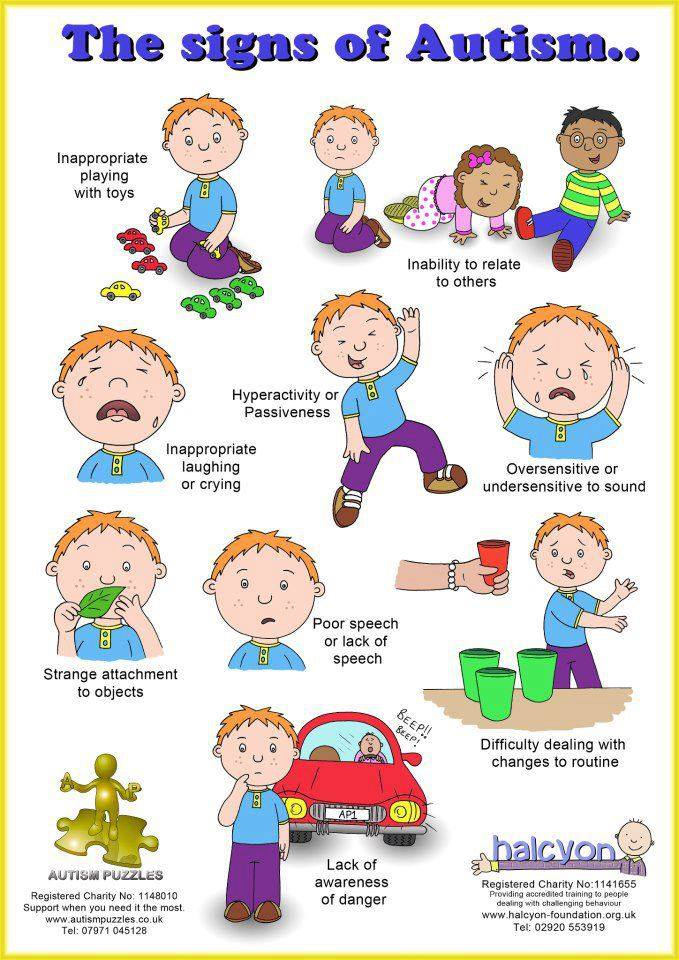 The signs of Autism..
Inappropriate
playing
with toys
Inability to relate
to others
Hyperactivity or
Passiveness
Inappropriate
laughing
or crying
Oversensitive or
undersensitive to sound
Strange attachment
to objects
Poor speech
or lack of
speech
Difficulty dealing with
changes to routine
BEEP!!
BEEP!
AP1
Lack of
awareness
of danger
A P
AUTISM PUZZLES
Registered Charity No: 1148010
Support when you need it the most.
www.autismpuzzles.co.uk
Tel: 07971 045128
halcyon
Registered Charity No:1141655
Providing accredited training to people
dealing with challenging behaviour
www.halcyon-foundation.org.uk
Tel: 02920 553919